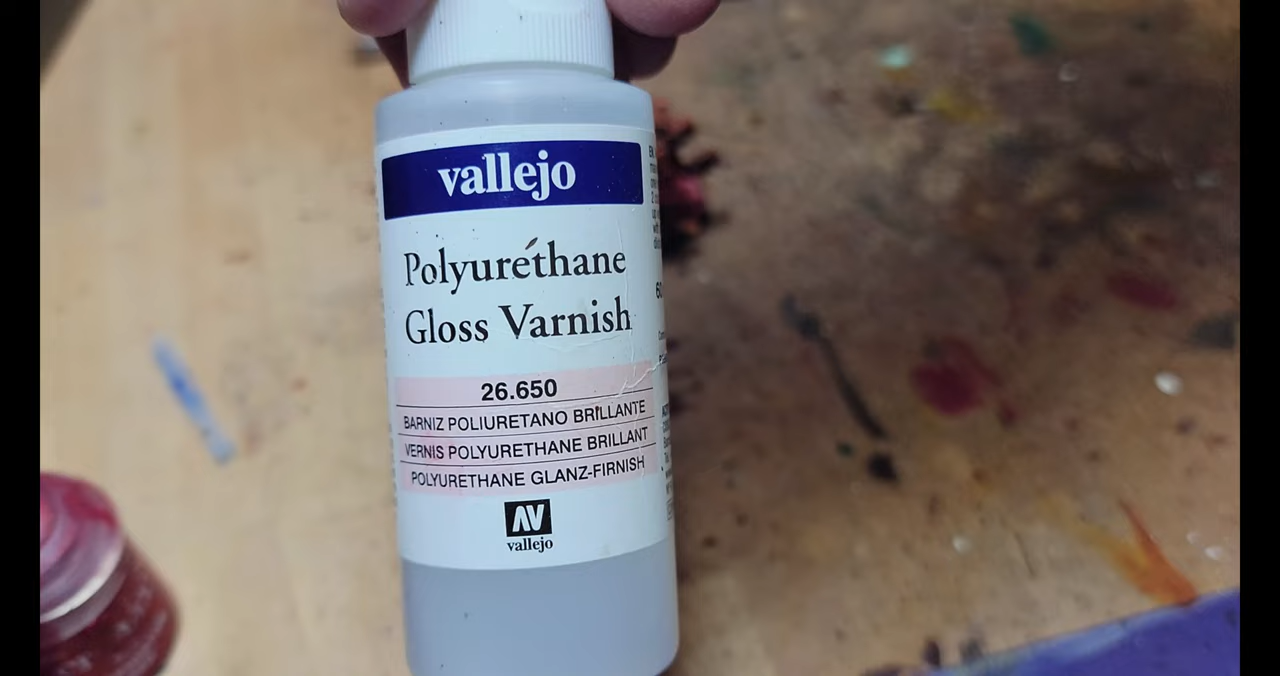 vallejo
Polyuréthane
Gloss Varnish
26.650
BARNIZ POLIURETANO BRILLANTE
VERNIS POLYURETHANE BRILLANT
POLYURETHANE GLANZ-FIRNISH
AV
vallejo